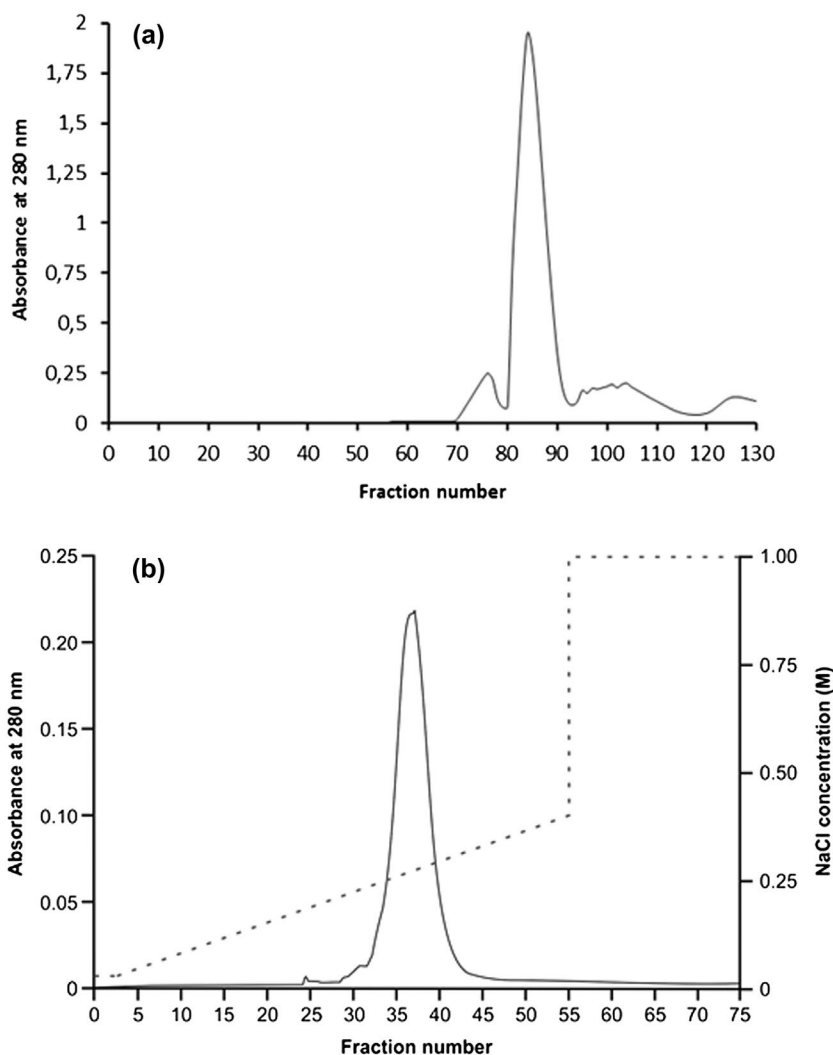 (a)
Absorbance at 280 nm
2
1,75
1,5
1,25
1
0,75
0,5
0,25
0
0 10 20 30 40 50 60 70 80 90 100 110 120 130
Fraction number
(b)
Absorbance at 280 nm
0.25
0.20
0.15
0.10
0.05
0
1.00
0.75
0.50
0.25
0
NaCl concentration (M)
0 5 10 15 20 25 30 35 40 45 50 55 60 65 70 75
Fraction number